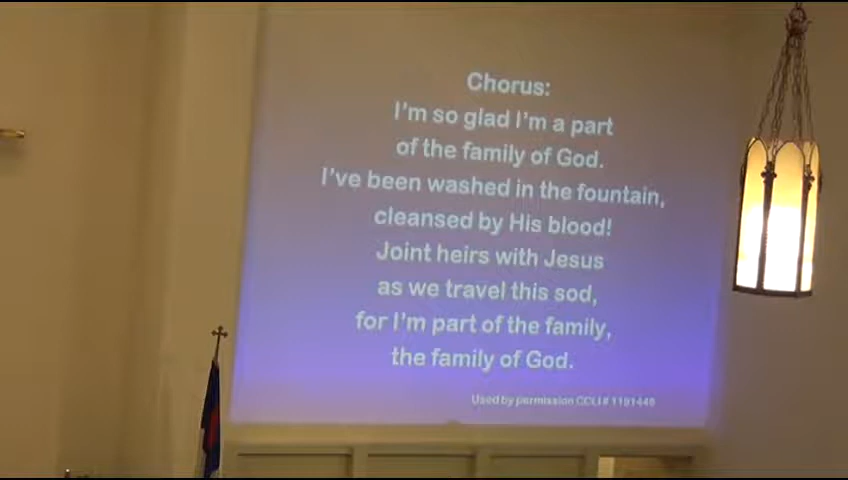 Chorus:
I'm so glad I'm a part
of the family of God.
I've been washed in the fountain,
cleansed by His blood!
Joint heirs with Jesus
as we travel this sod,
for I'm part of the family,
the family of God.
Used by permission CCLI# 1191448